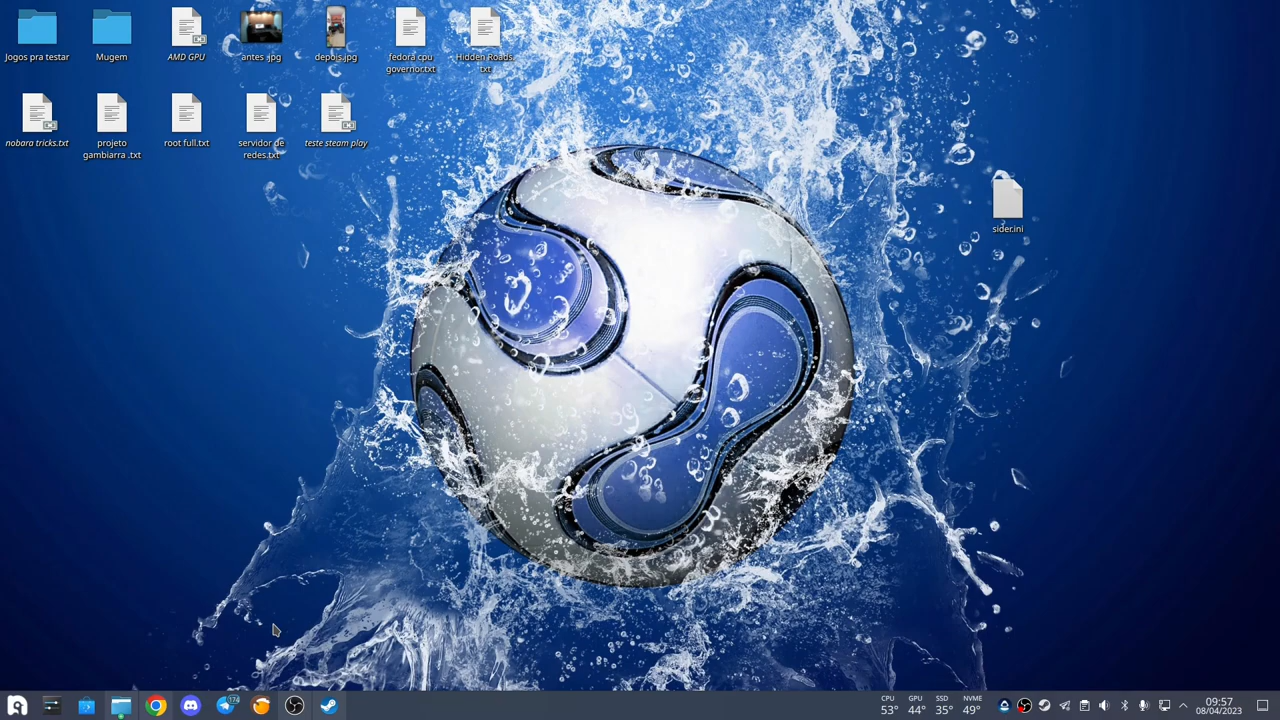 Jogos pra testar
Mugem
AMD GPU
antes .jpg
depois.jpg
fedora cpu
governor.txt
Hidden Roads.
txt
nobara tricks.txt
projeto
gambiarra .txt
root full.txt
servidor de
redes.txt
teste steam play
sider.ini
174
CPU
53°
GPU
44°
SSD
35°
NVME
49°
09:57
08/04/2023